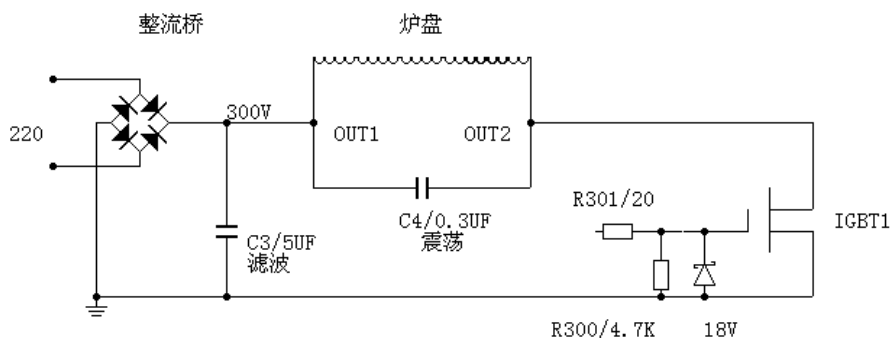 整流桥
炉盘
220
300V
OUT1
OUT2
C4/0.3UF
震荡
C3/5UF
滤波
R301/20
IGBT1
R300/4.7K
18V